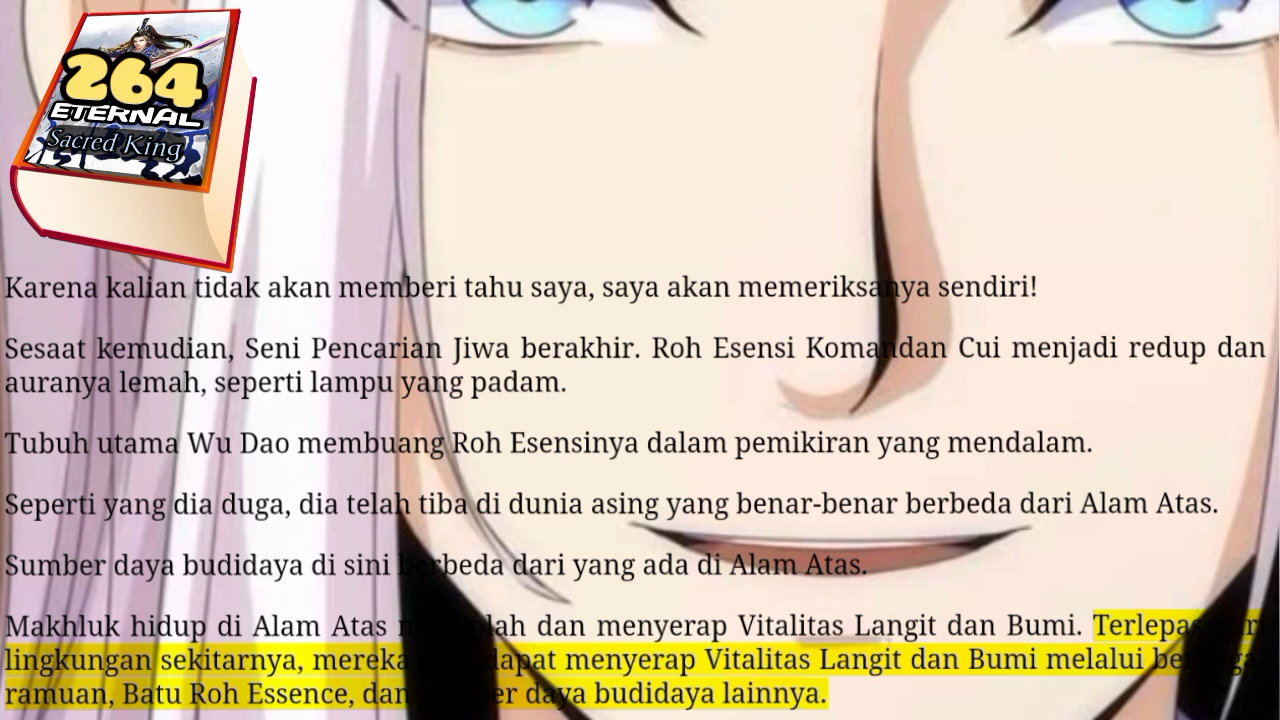 264
ETERNAL
Sacred King
Karena kalian tidak akan memberi tahu saya, saya akan memeriksanya sendiri!
Sesaat kemudian, Seni Pencarian Jiwa berakhir. Roh Esensi Komandan Cui menjadi redup dan
auranya lemah, seperti lampu yang padam.
Tubuh utama Wu Dao membuang Roh Esensinya dalam pemikiran yang mendalam.
Seperti yang dia duga, dia telah tiba di dunia asing yang benar-benar berbeda dari Alam Atas.
Sumber daya budidaya di sini berbeda dari yang ada di Alam Atas.
Makhluk hidup di Alam Atas dan menyerap Vitalitas Langit dan Bumi. Terlepas dari
lingkungan sekitarnya, mereka dapat menyerap Vitalitas Langit dan Bumi melalui
ramuan, Batu Roh Essence, dan daya budidaya lainnya.